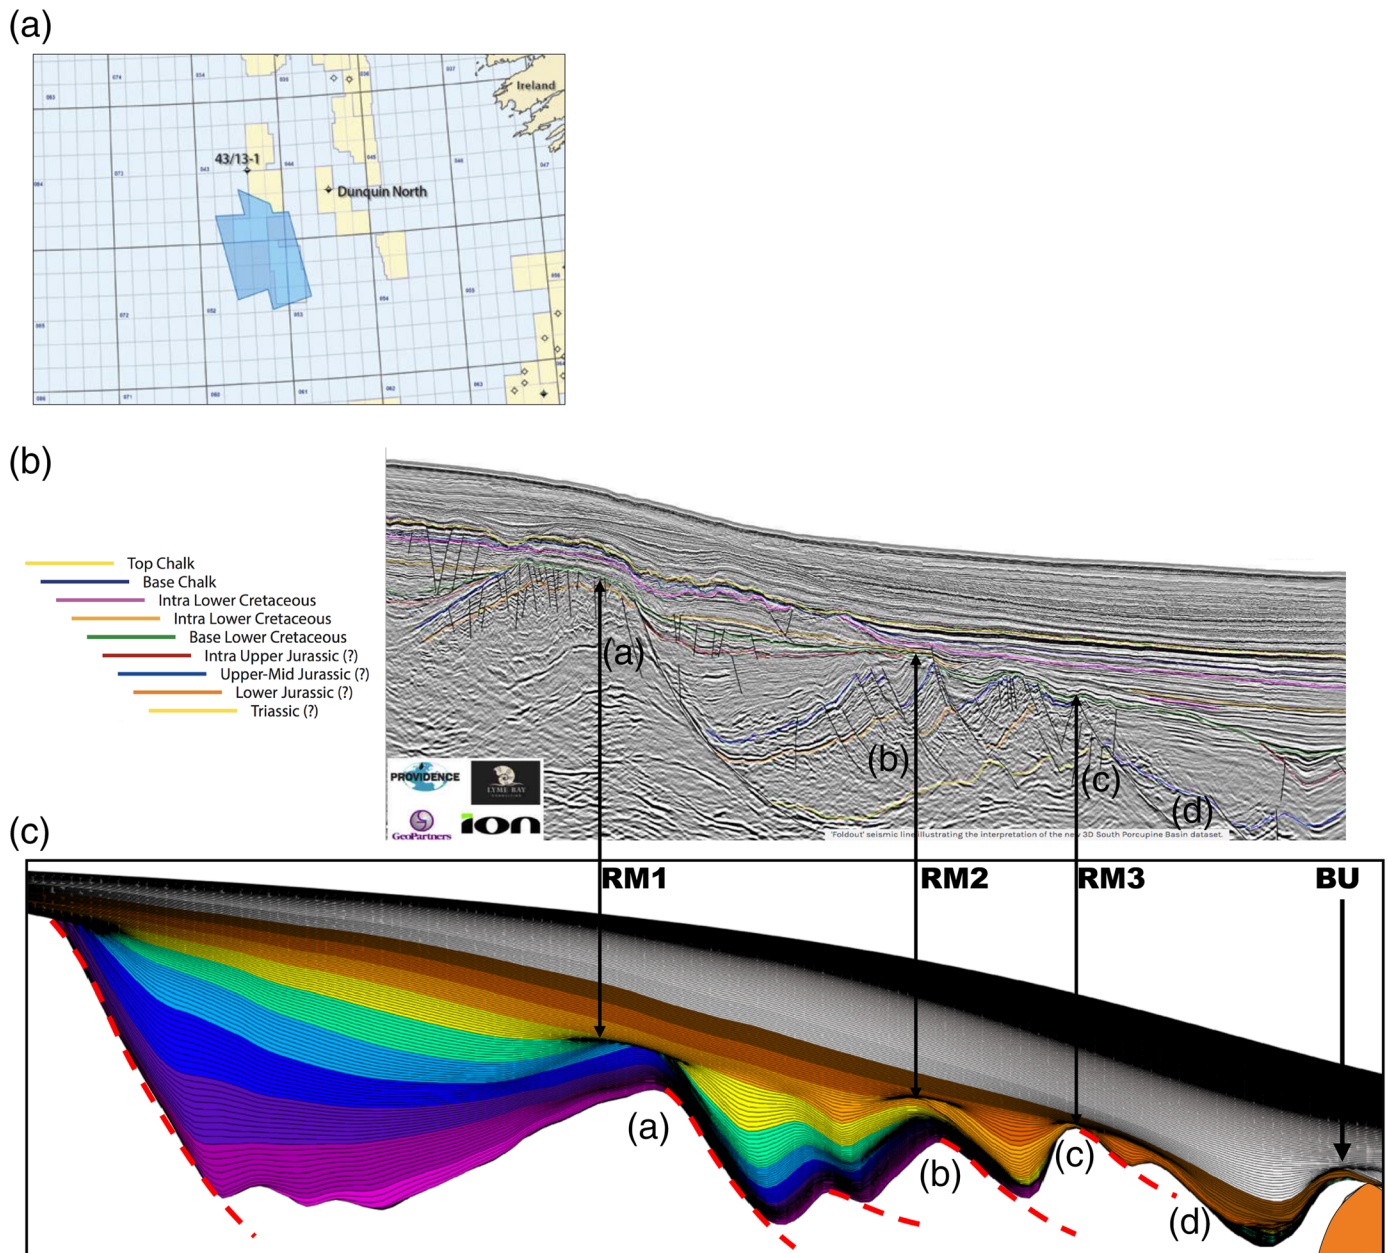 (a)
Ireland
43/13-1
Dunquin North
(b)
Top Chalk
Base Chalk
Intra Lower Cretaceous
Intra Lower Cretaceous
Base Lower Cretaceous
Intra Upper Jurassic (?)
Upper-Mid Jurassic (?)
Lower Jurassic (?)
Triassic (?)
(a)
(b)
(c)
(d)
PROVIDENCE
LYME BAY
GeoPartners
ion
'Foldout' seismic line illustrating the interpretation of the new 3D South Porcupine Basin dataset.
(c)
RM1
RM2
RM3
BU
(a)
(b)
(c)
(d)